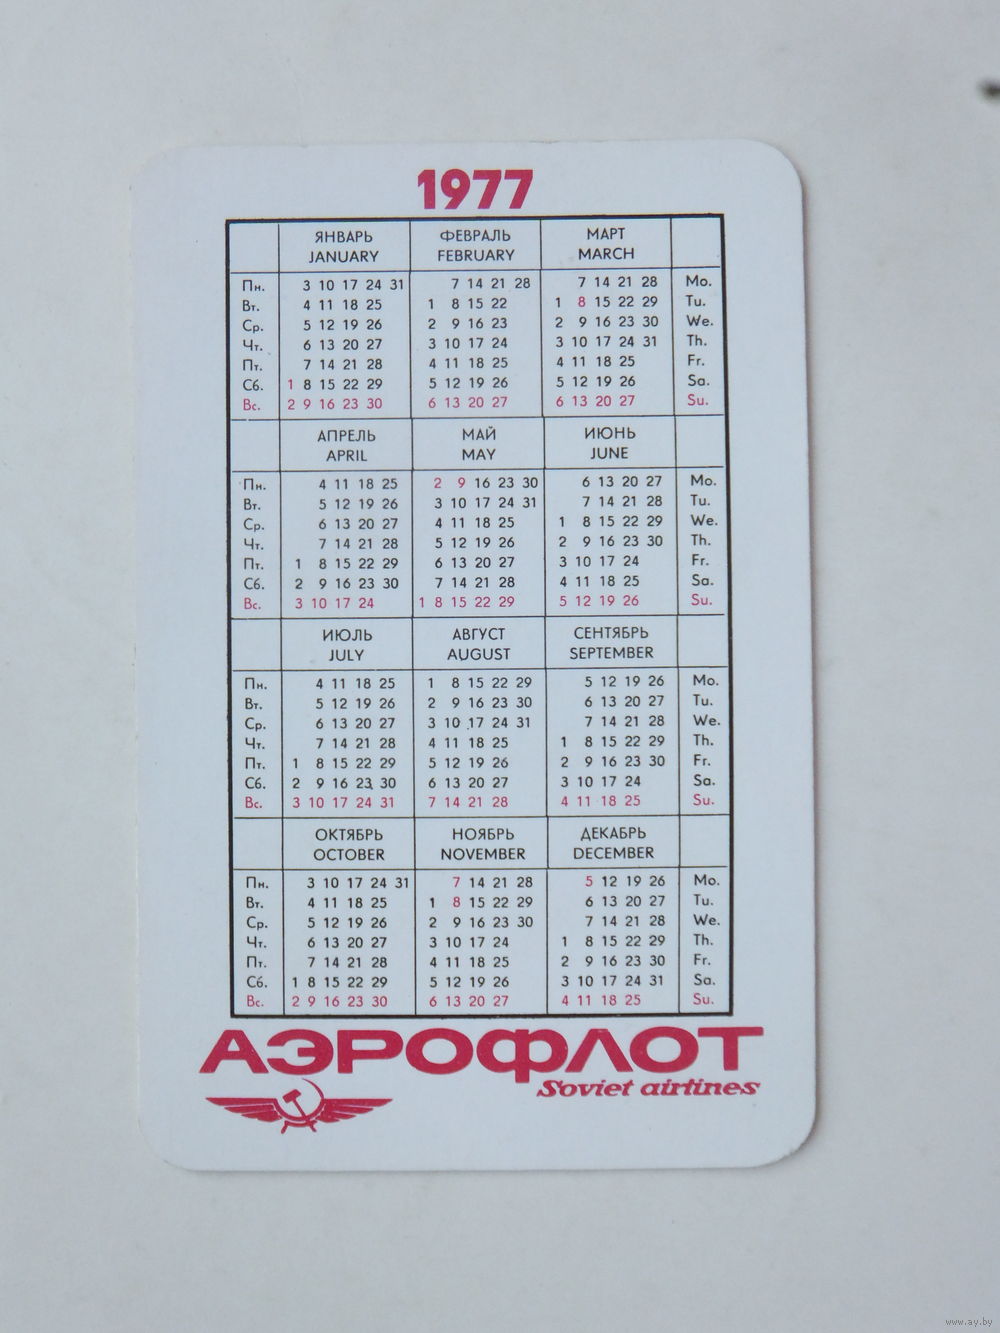 1977
ЯНВАРЬ ФЕВРАЛЬ МАРТ
JANUARY FEBRUARY MARCH
Пн. 3 10 17 24 31 7 14 21 28 7 14 21 28 Mo.
Вт. 4 11 18 25 1 8 15 22 1 8 15 22 29 Tu.
Ср. 5 12 19 26 2 9 16 23 2 9 16 23 30 We.
Чт. 6 13 20 27 3 10 17 24 3 10 17 24 31 Th.
Пт. 7 14 21 28 4 11 18 25 4 11 18 25 Fr.
Сб. 1 8 15 22 29 5 12 19 26 5 12 19 26 Sa.
Вс. 2 9 16 23 30 6 13 20 27 6 13 20 27 Su.
АПРЕЛЬ МАЙ ИЮНЬ
APRIL MAY JUNE
Пн. 4 11 18 25 2 9 16 23 30 6 13 20 27 Mo.
Вт. 5 12 19 26 3 10 17 24 31 7 14 21 28 Tu.
Ср. 6 13 20 27 4 11 18 25 1 8 15 22 29 We.
Чт. 7 14 21 28 5 12 19 26 2 9 16 23 30 Th.
Пт. 1 8 15 22 29 6 13 20 27 3 10 17 24 Fr.
Сб. 2 9 16 23 30 7 14 21 28 4 11 18 25 Sa.
Вс. 3 10 17 24 1 8 15 22 29 5 12 19 26 Su.
ИЮЛЬ АВГУСТ СЕНТЯБРЬ
JULY AUGUST SEPTEMBER
Пн. 4 11 18 25 1 8 15 22 29 5 12 19 26 Mo.
Вт. 5 12 19 26 2 9 16 23 30 6 13 20 27 Tu.
Ср. 6 13 20 27 3 10 17 24 31 7 14 21 28 We.
Чт. 7 14 21 28 4 11 18 25 1 8 15 22 29 Th.
Пт. 1 8 15 22 29 5 12 19 26 2 9 16 23 30 Fr.
Сб. 2 9 16 23 30 6 13 20 27 3 10 17 24 Sa.
Вс. 3 10 17 24 31 7 14 21 28 4 11 18 25 Su.
ОКТЯБРЬ НОЯБРЬ ДЕКАБРЬ
OCTOBER NOVEMBER DECEMBER
Пн. 3 10 17 24 31 7 14 21 28 5 12 19 26 Mo.
Вт. 4 11 18 25 1 8 15 22 29 6 13 20 27 Tu.
Ср. 5 12 19 26 2 9 16 23 30 7 14 21 28 We.
Чт. 6 13 20 27 3 10 17 24 1 8 15 22 29 Th.
Пт. 7 14 21 28 4 11 18 25 2 9 16 23 30 Fr.
Сб. 1 8 15 22 29 5 12 19 26 3 10 17 24 31 Sa.
Вс. 2 9 16 23 30 6 13 20 27 4 11 18 25 Su.
АЭРОФЛОТ
Soviet airlines
www.ay.by